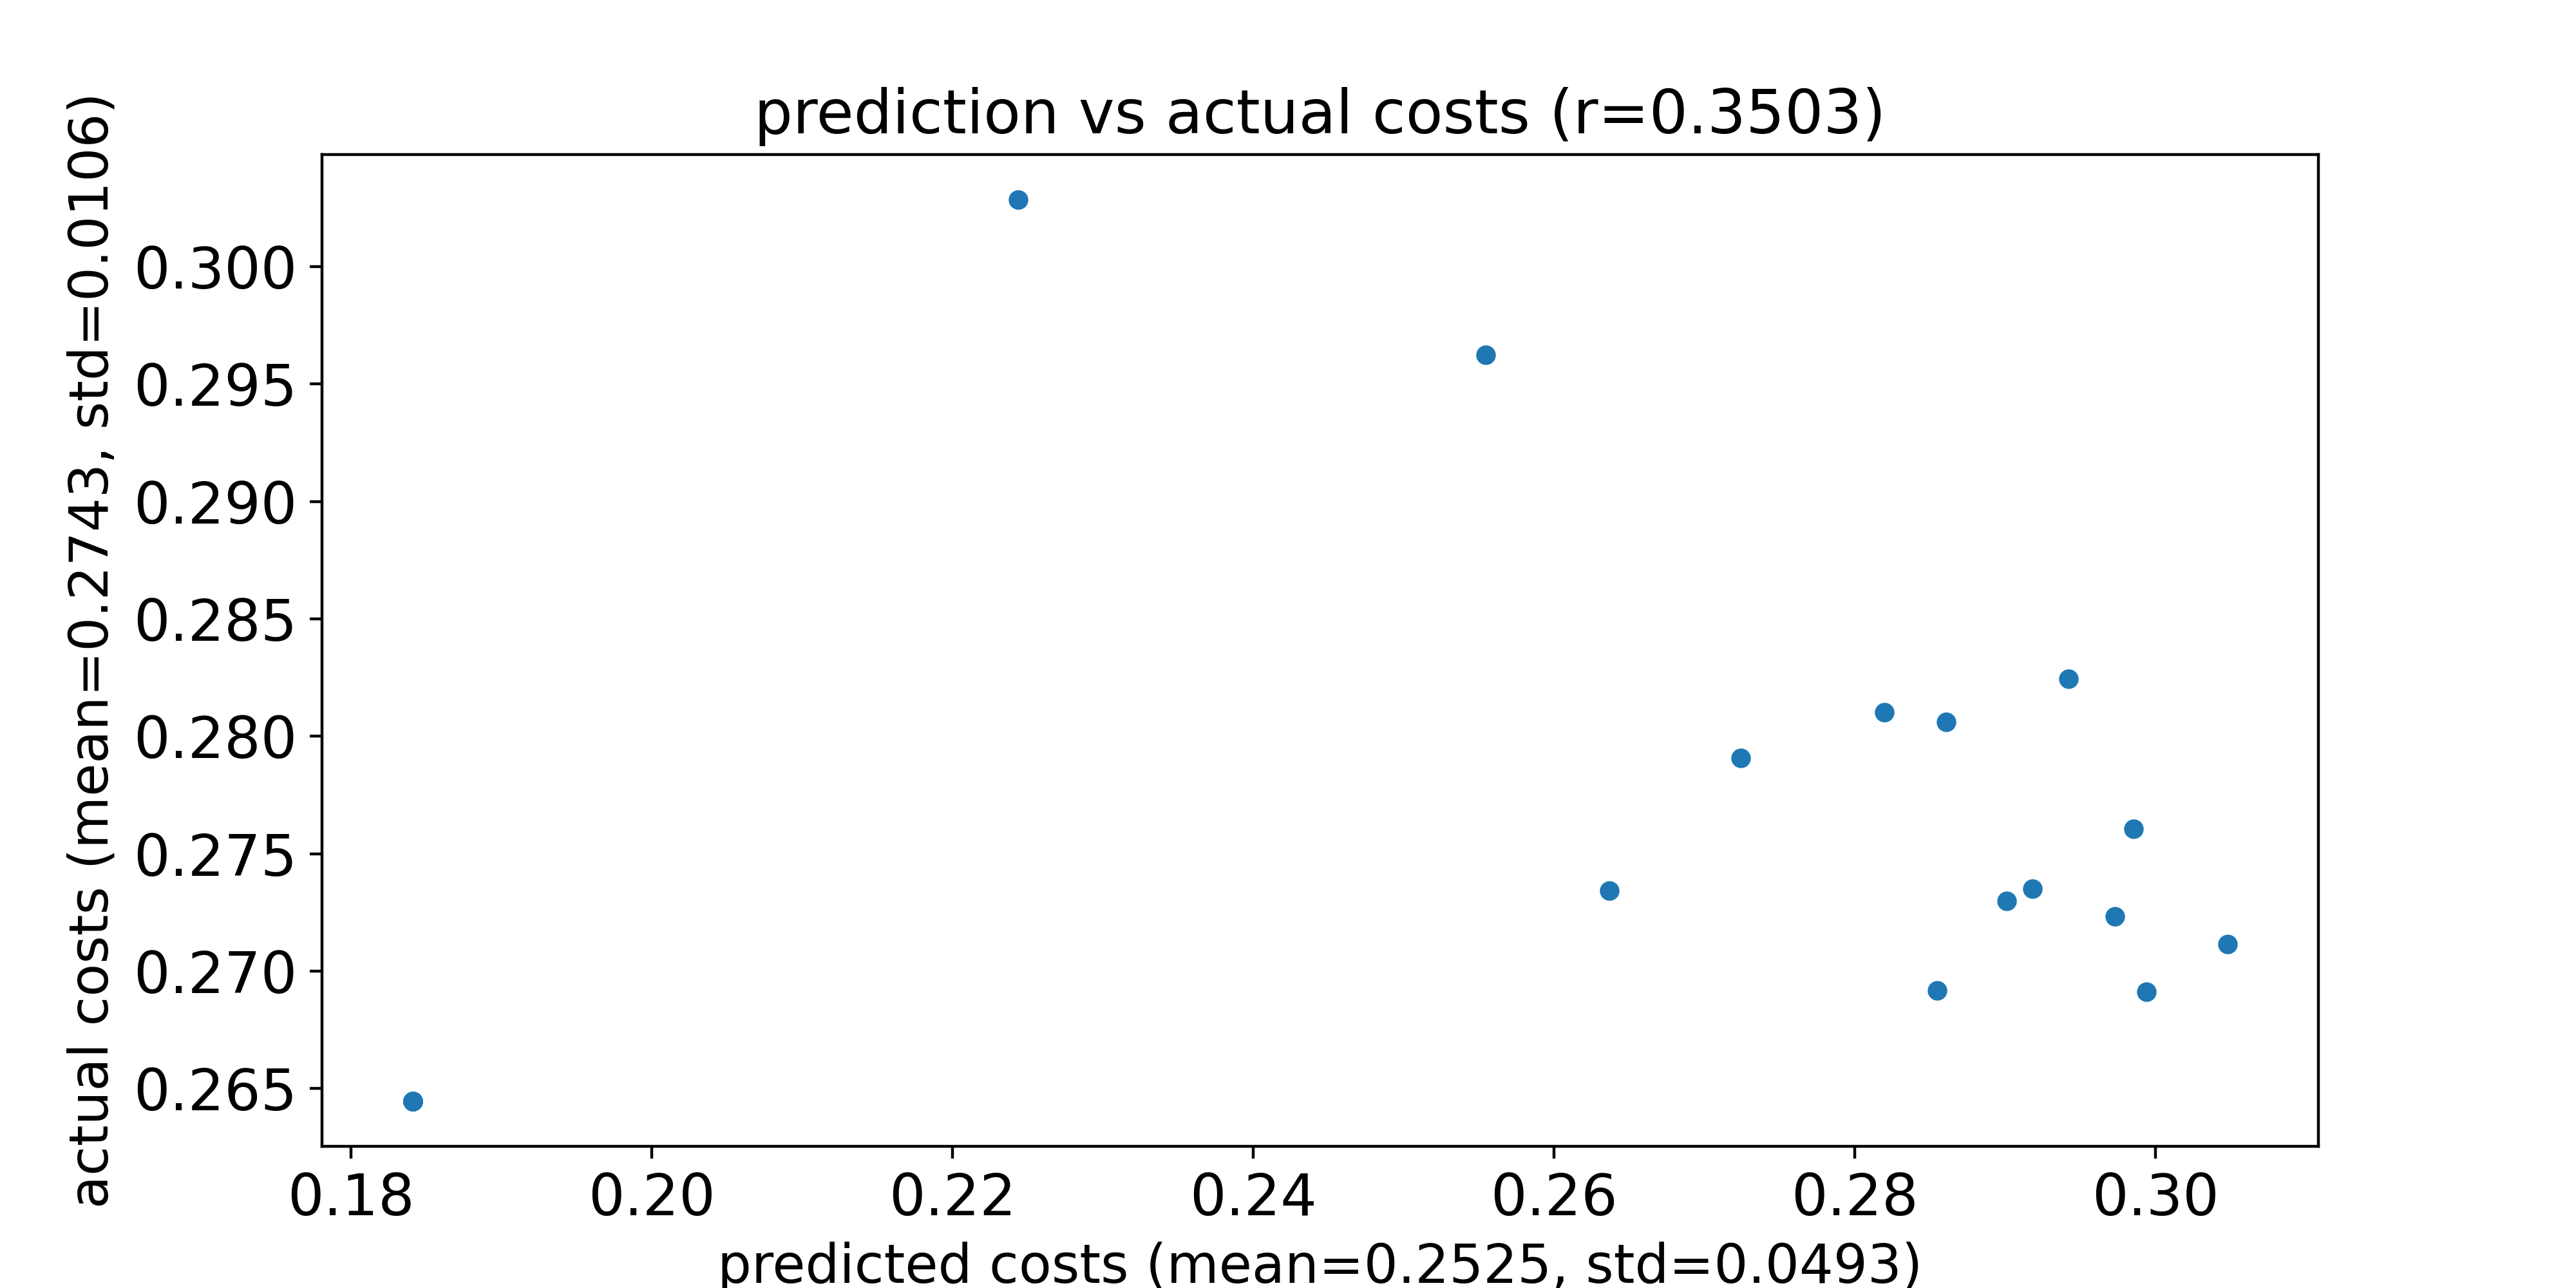 prediction vs actual costs (r=0.3503)
actual costs (mean=0.2743, std=0.0106)
0.300
0.295
0.290
0.285
0.280
0.275
0.270
0.265
0.18 0.20 0.22 0.24 0.26 0.28 0.30
predicted costs (mean=0.2525, std=0.0493)